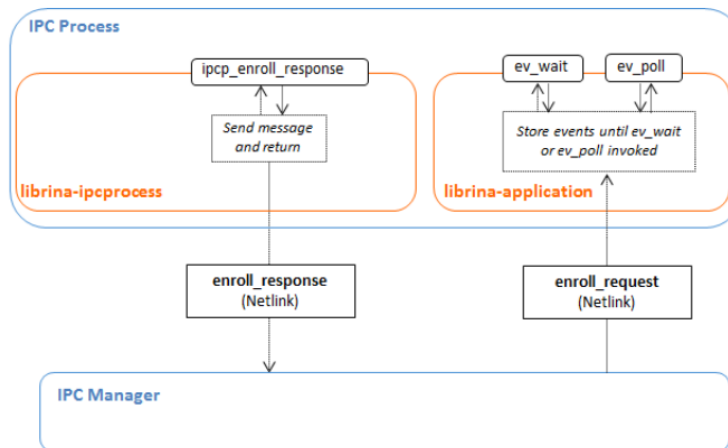 IPC Process
ipcp_enroll_response
ev_wait
ev_poll
Send message
and return
Store events until ev_wait
or ev_poll invoked
librina-ipcprocess
librina-application
enroll_response
(Netlink)
enroll_request
(Netlink)
IPC Manager